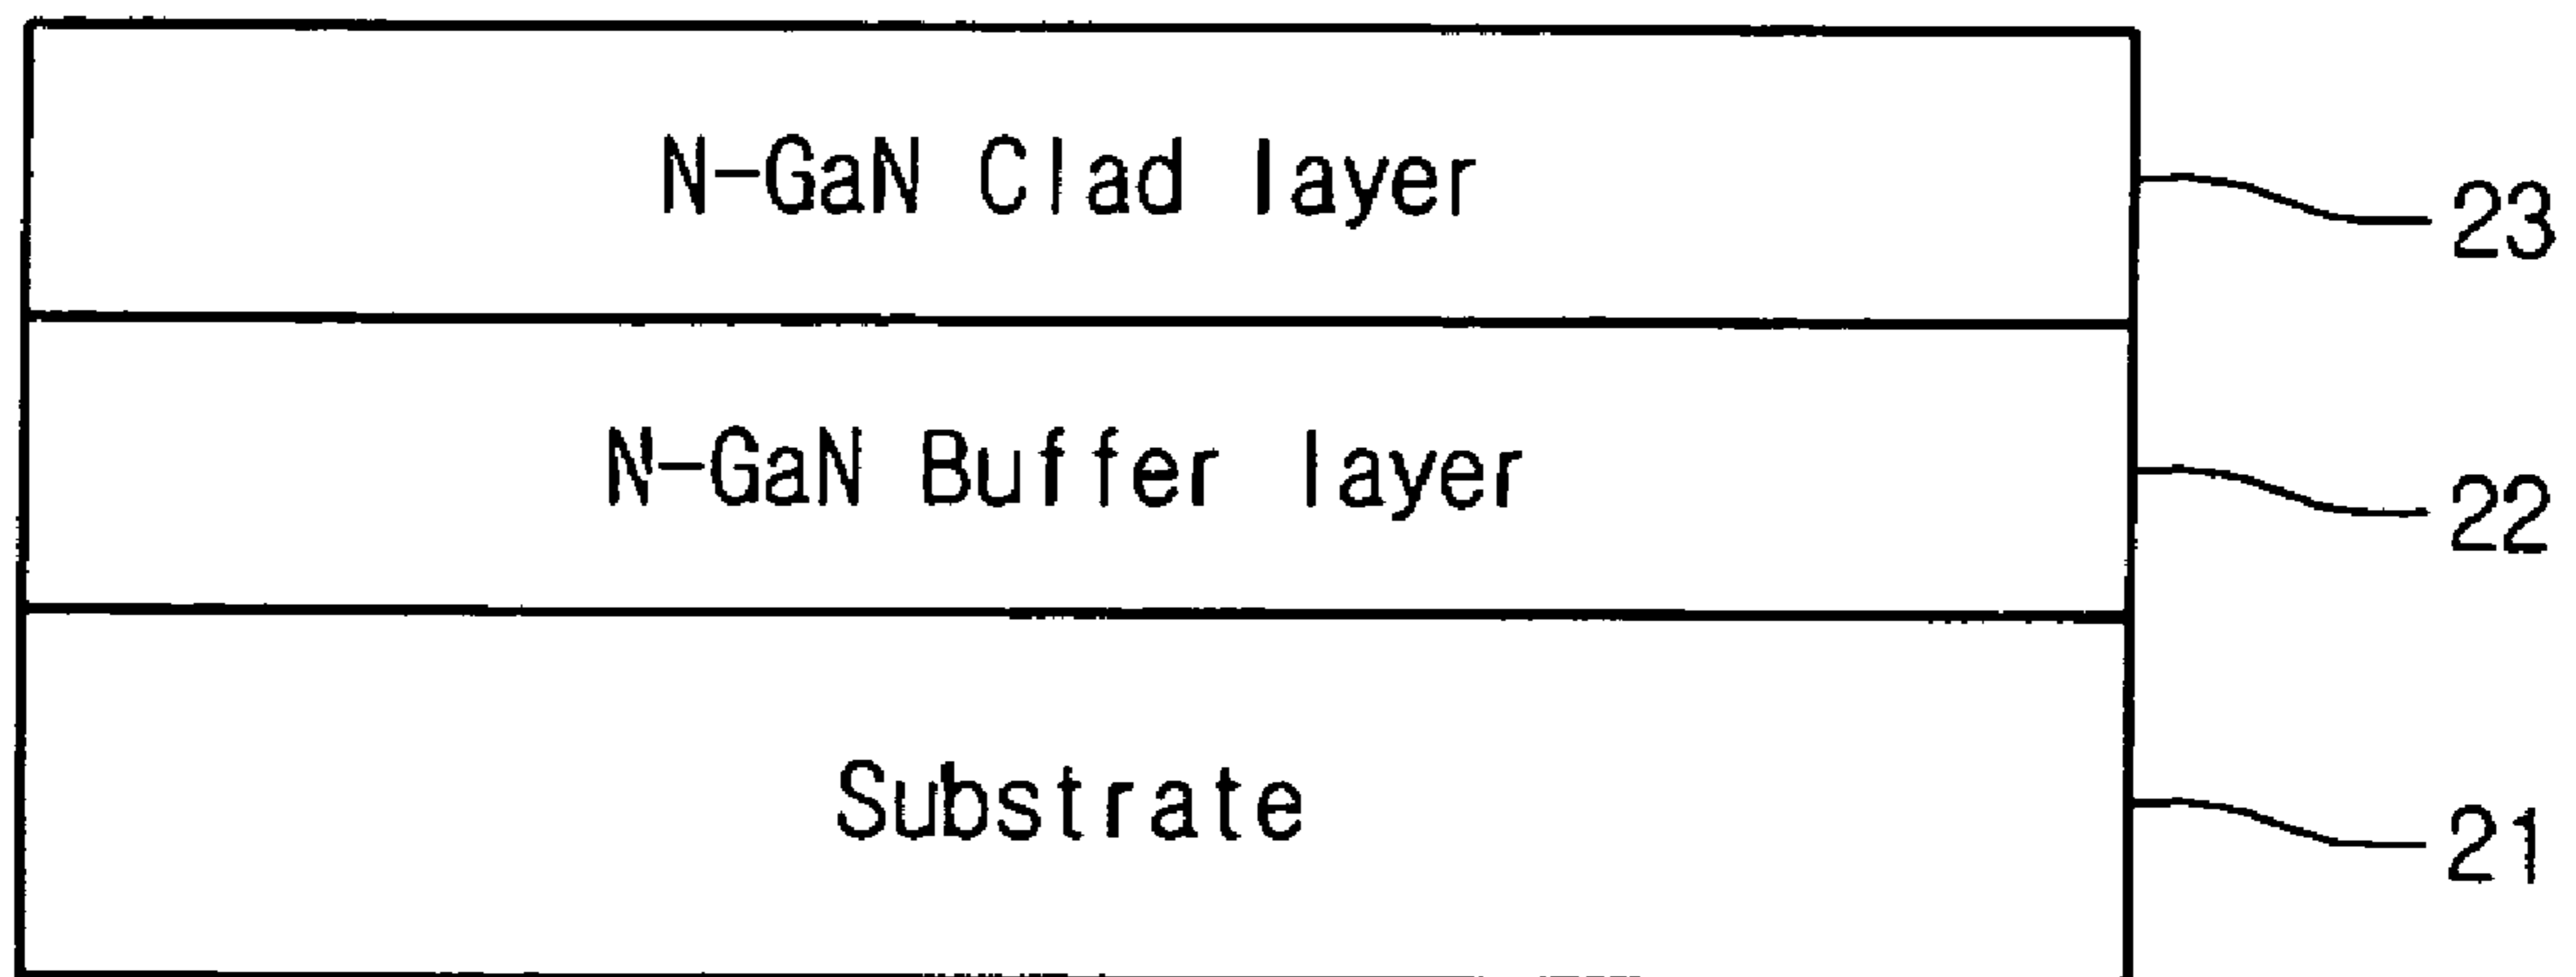 N-GaN Clad layer
23
N-GaN Buffer layer
22
Substrate
21